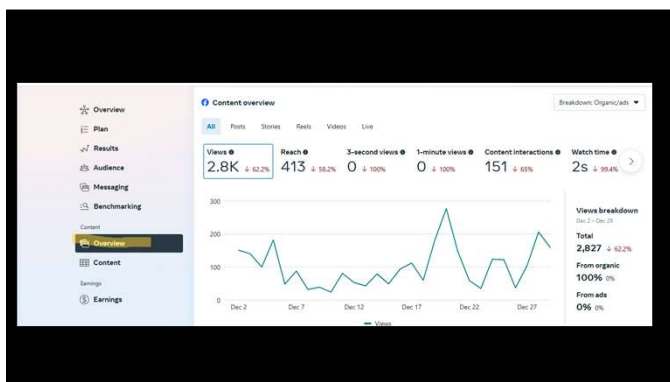 Overview
Plan
Results
Audience
Messaging
Benchmarking
Content
Overview
Content
Earnings
Earnings
Content overview
Breakdown: Organic/ads
All Posts Stories Reels Videos Live
Views Reach 3-second views 1-minute views Content interactions Watch time
2.8K ↓ 62.2% 413 ↓ 58.2% 0 ↓ 100% 0 ↓ 100% 151 ↓ 65% 2s ↓ 99.4%
300
200
100
0
Dec 2 Dec 7 Dec 12 Dec 17 Dec 22 Dec 27
Views
Views breakdown
Dec 2 – Dec 29
Total
2,827 ↓ 62.2%
From organic
100% 0%
From ads
0% 0%